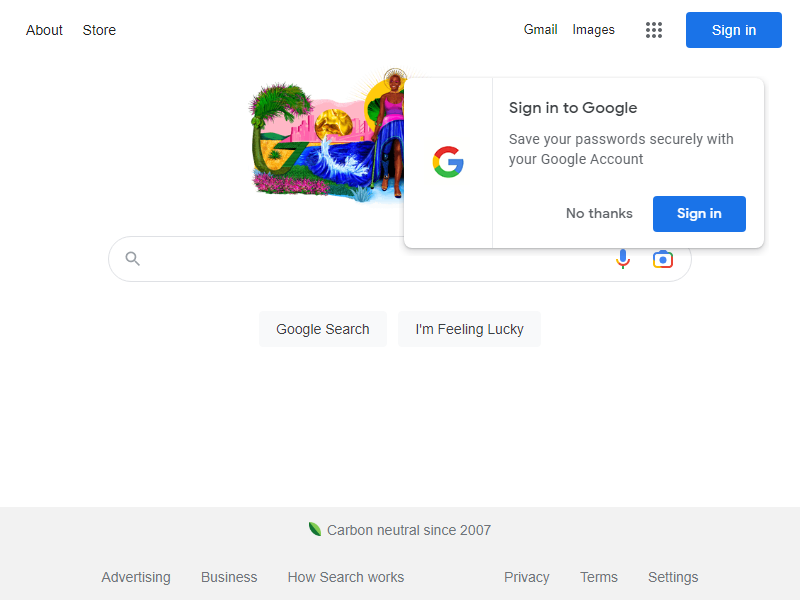 About Store Gmail Images Sign in
Sign in to Google
Save your passwords securely with
your Google Account
No thanks Sign in
Google Search I'm Feeling Lucky
Carbon neutral since 2007
Advertising Business How Search works Privacy Terms Settings